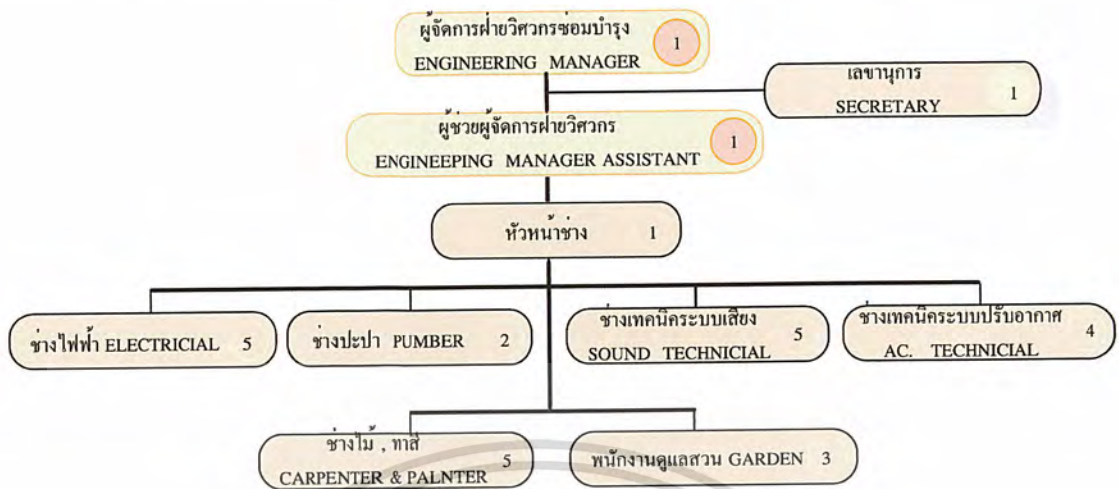 ผู้จัดการฝ่ายวิศวกรซ่อมบำรุง
ENGINEERING MANAGER 1
เลขานุการ
SECRETARY 1
ผู้ช่วยผู้จัดการฝ่ายวิศวกร
ENGINEEPING MANAGER ASSISTANT 1
หัวหน้าช่าง 1
ช่างไฟฟ้า ELECTRICIAL 5
ช่างปะปา PUMBER 2
ช่างเทคนิคระบบเสียง
SOUND TECHNICIAL 5
ช่างเทคนิคระบบปรับอากาศ
AC. TECHNICIAL 4
ช่างไม้ , ทาสี
CARPENTER & PALNTER 5
พนักงานดูแลสวน GARDEN 3